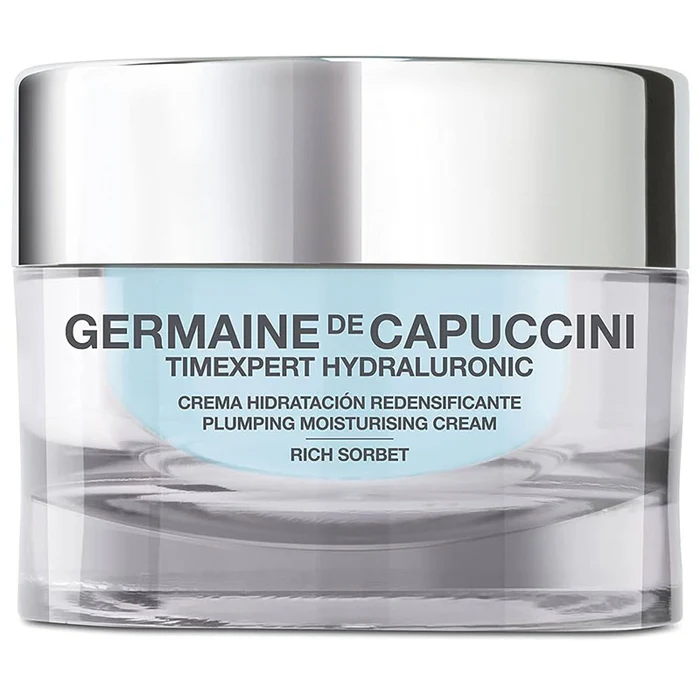 GERMAINE DE CAPUCCINI
TIMEXPERT HYDRALURONIC
CREMA HIDRATACIÓN REDENSIFICANTE
PLUMPING MOISTURISING CREAM
RICH SORBET